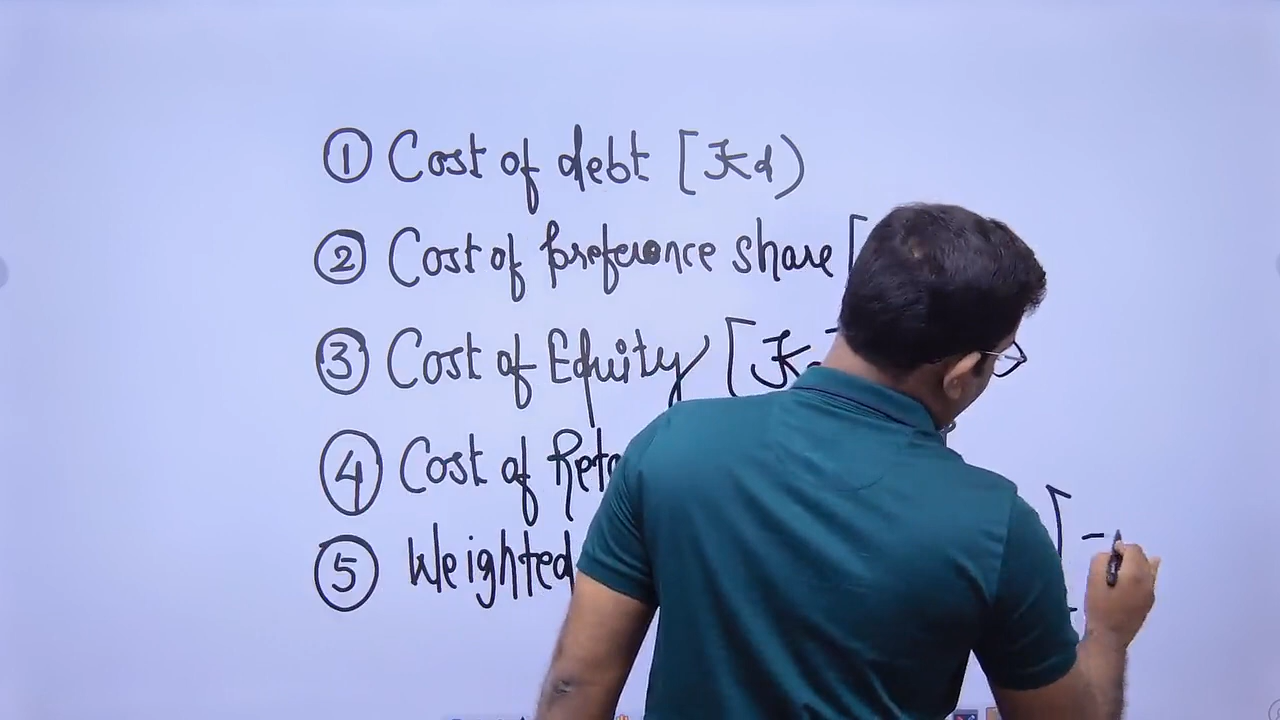 ① Cost of debt [Kd)
② Cost of preference share [
③ Cost of Equity [K
④ Cost of
⑤ Weighted [